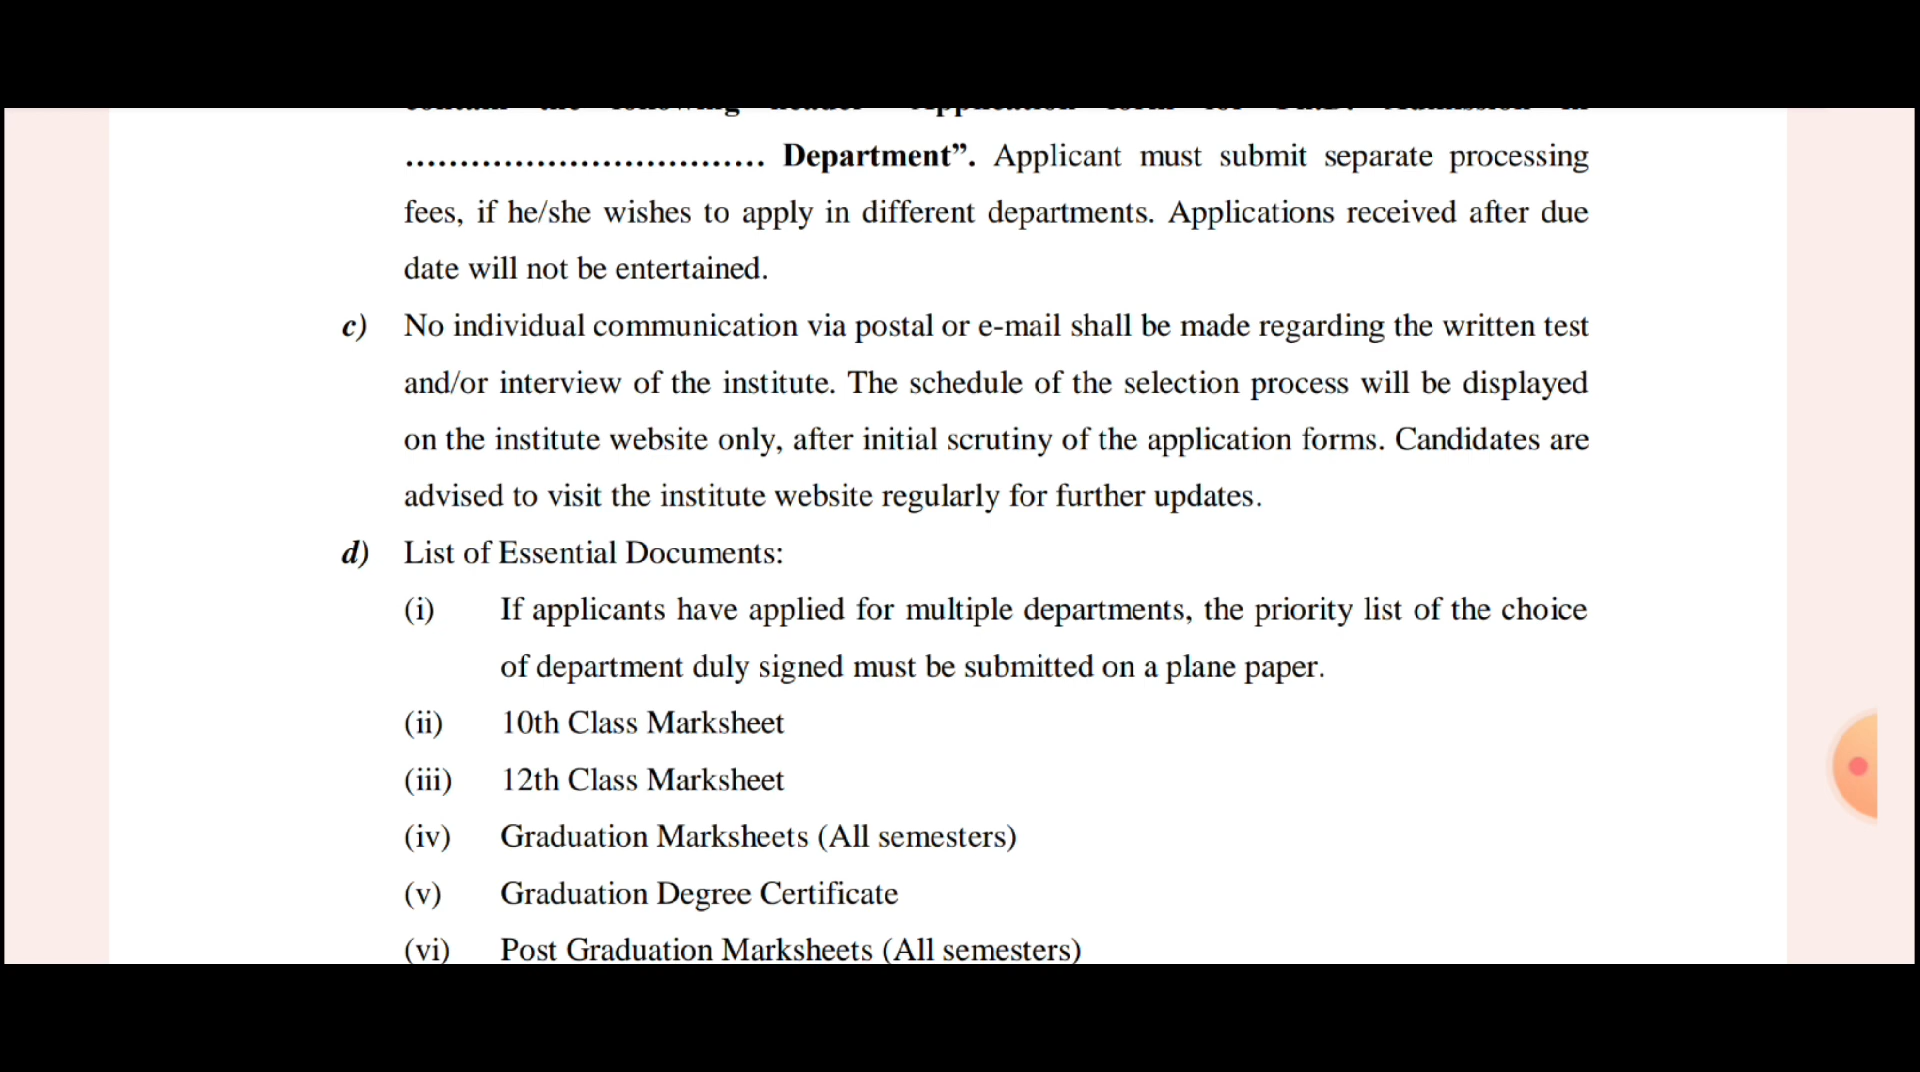 ................................. Department”. Applicant must submit separate processing
fees, if he/she wishes to apply in different departments. Applications received after due
date will not be entertained.
c) No individual communication via postal or e-mail shall be made regarding the written test
and/or interview of the institute. The schedule of the selection process will be displayed
on the institute website only, after initial scrutiny of the application forms. Candidates are
advised to visit the institute website regularly for further updates.
d) List of Essential Documents:
(i) If applicants have applied for multiple departments, the priority list of the choice
of department duly signed must be submitted on a plane paper.
(ii) 10th Class Marksheet
(iii) 12th Class Marksheet
(iv) Graduation Marksheets (All semesters)
(v) Graduation Degree Certificate
(vi) Post Graduation Marksheets (All semesters)